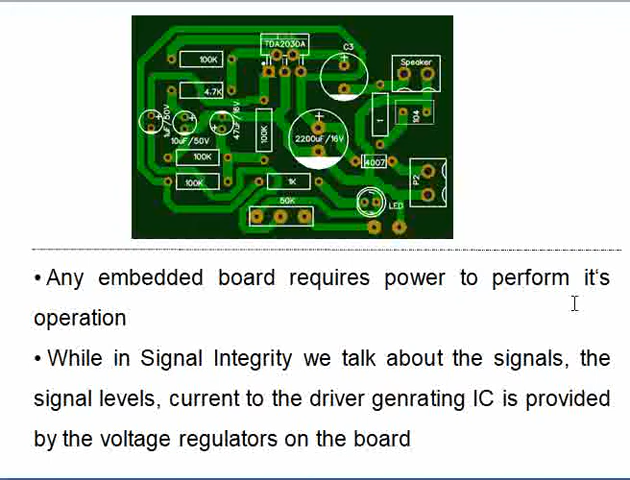 TDA2030A
C3
100K
Speaker
4.7K
1uF/50V
10uF/50V
47uF/16V
100K
2200uF/16V
1
104
100K
4007
P2
100K
1K
LED
50K
• Any embedded board requires power to perform it's
operation
• While in Signal Integrity we talk about the signals, the
signal levels, current to the driver genrating IC is provided
by the voltage regulators on the board